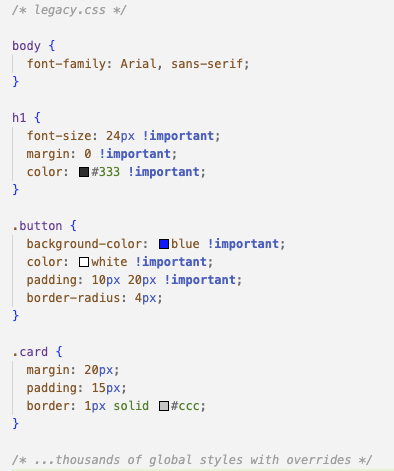 /* legacy.css */
body {
  font-family: Arial, sans-serif;
}
h1 {
  font-size: 24px !important;
  margin: 0 !important;
  color: #333 !important;
}
.button {
  background-color: blue !important;
  color: white !important;
  padding: 10px 20px !important;
  border-radius: 4px;
}
.card {
  margin: 20px;
  padding: 15px;
  border: 1px solid #ccc;
}
/* ...thousands of global styles with overrides */